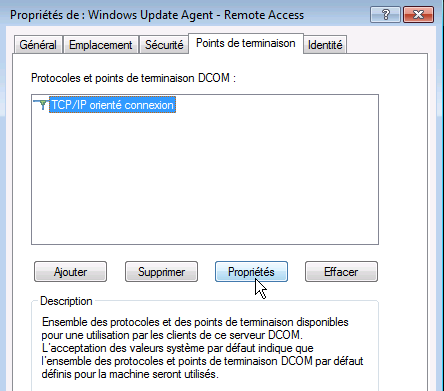 Propriétés de : Windows Update Agent - Remote Access
Général Emplacement Sécurité Points de terminaison Identité
Protocoles et points de terminaison DCOM :
TCP/IP orienté connexion
Ajouter Supprimer Propriétés Effacer
Description
Ensemble des protocoles et des points de terminaison disponibles
pour une utilisation par les clients de ce serveur DCOM.
L'acceptation des valeurs système par défaut indique que
l'ensemble des protocoles et points de terminaison DCOM par défaut
définis pour la machine seront utilisés.